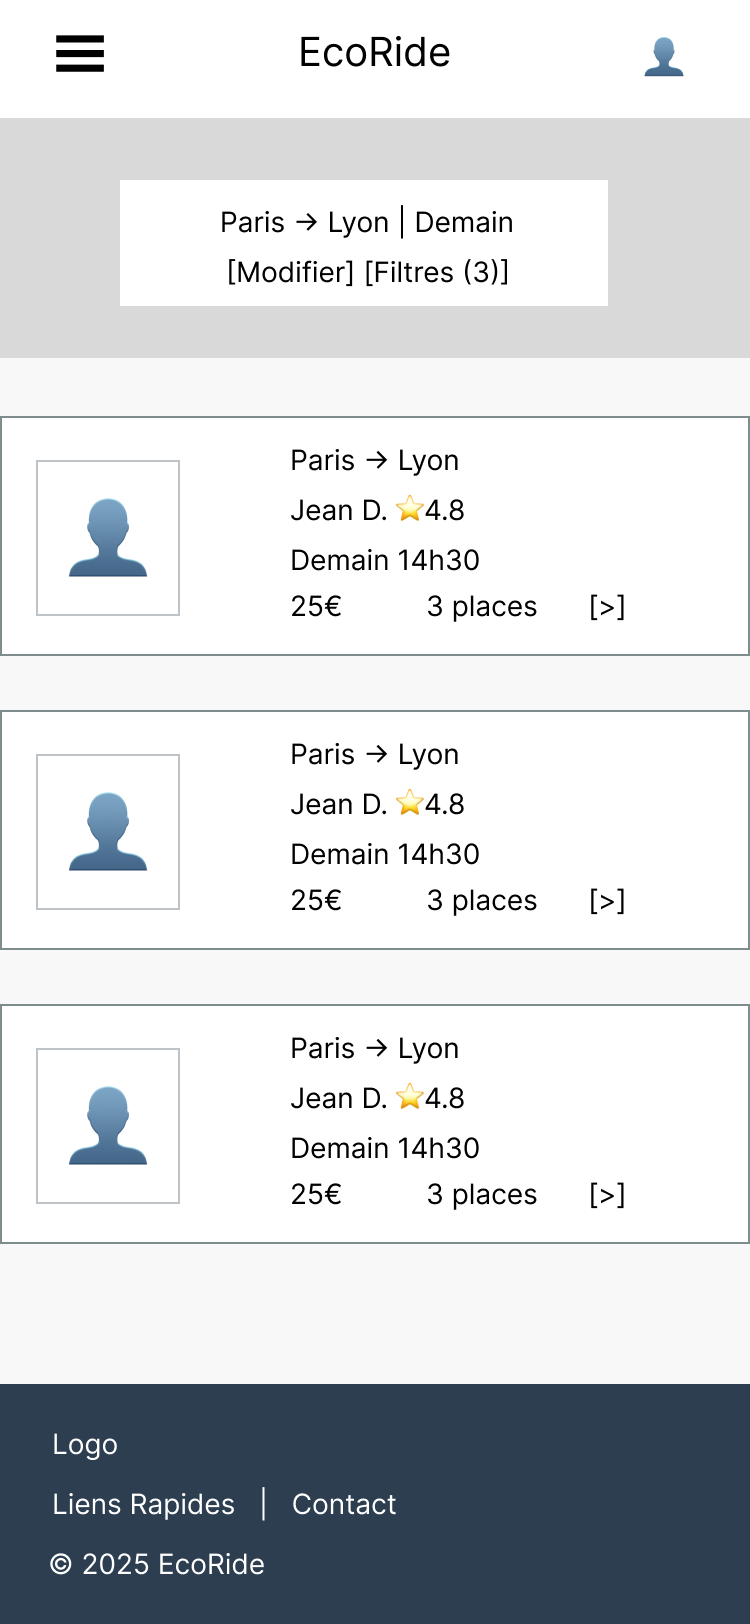 EcoRide
Paris → Lyon | Demain
[Modifier] [Filtres (3)]
Paris → Lyon
Jean D. ⭐4.8
Demain 14h30
25€ 3 places [>]
Paris → Lyon
Jean D. ⭐4.8
Demain 14h30
25€ 3 places [>]
Paris → Lyon
Jean D. ⭐4.8
Demain 14h30
25€ 3 places [>]
Logo
Liens Rapides | Contact
© 2025 EcoRide